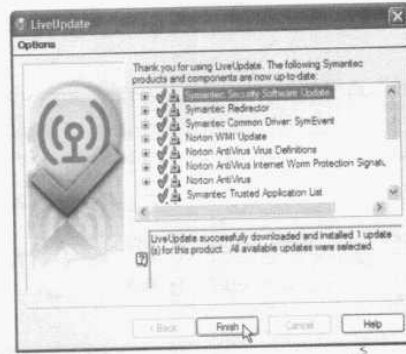 LiveUpdate
Options
Thank you for using LiveUpdate. The following Symantec
products and components are now up-to-date:
Symantec Security Software Update
Symantec Redirector
Symantec Common Driver: SymEvent
Norton WMI Update
Norton AntiVirus Virus Definitions
Norton AntiVirus Internet Worm Protection Signatu
Norton AntiVirus
Symantec Trusted Application List
LiveUpdate successfully downloaded and installed 1 update
(s) for this product. All available updates were selected.
< Back Finish Cancel Help